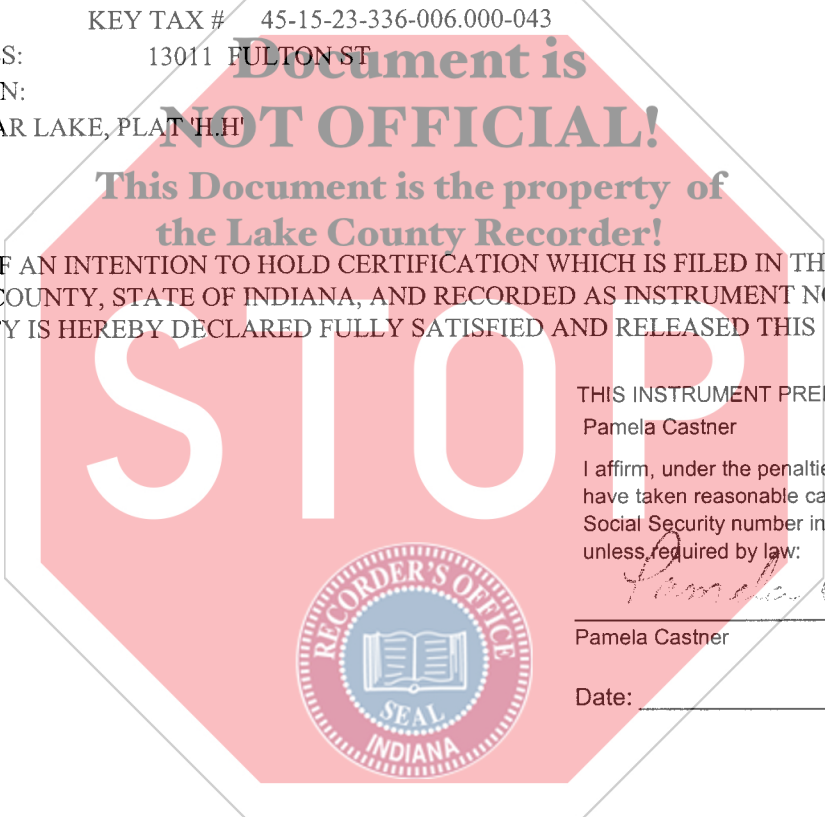 KEY TAX # 45-15-23-336-006.000-043
S: 13011 FULTON ST
N:
AR LAKE, PLAT 'H.H'
Document is
NOT OFFICIAL!
This Document is the property of
the Lake County Recorder!
F AN INTENTION TO HOLD CERTIFICATION WHICH IS FILED IN TH
COUNTY, STATE OF INDIANA, AND RECORDED AS INSTRUMENT NO
TY IS HEREBY DECLARED FULLY SATISFIED AND RELEASED THIS
STOP
THIS INSTRUMENT PRE
Pamela Castner
I affirm, under the penaltie
have taken reasonable ca
Social Security number in
unless required by law:
Pamela
Pamela Castner
Date:
RECORDER'S OFFICE
SEAL
INDIANA